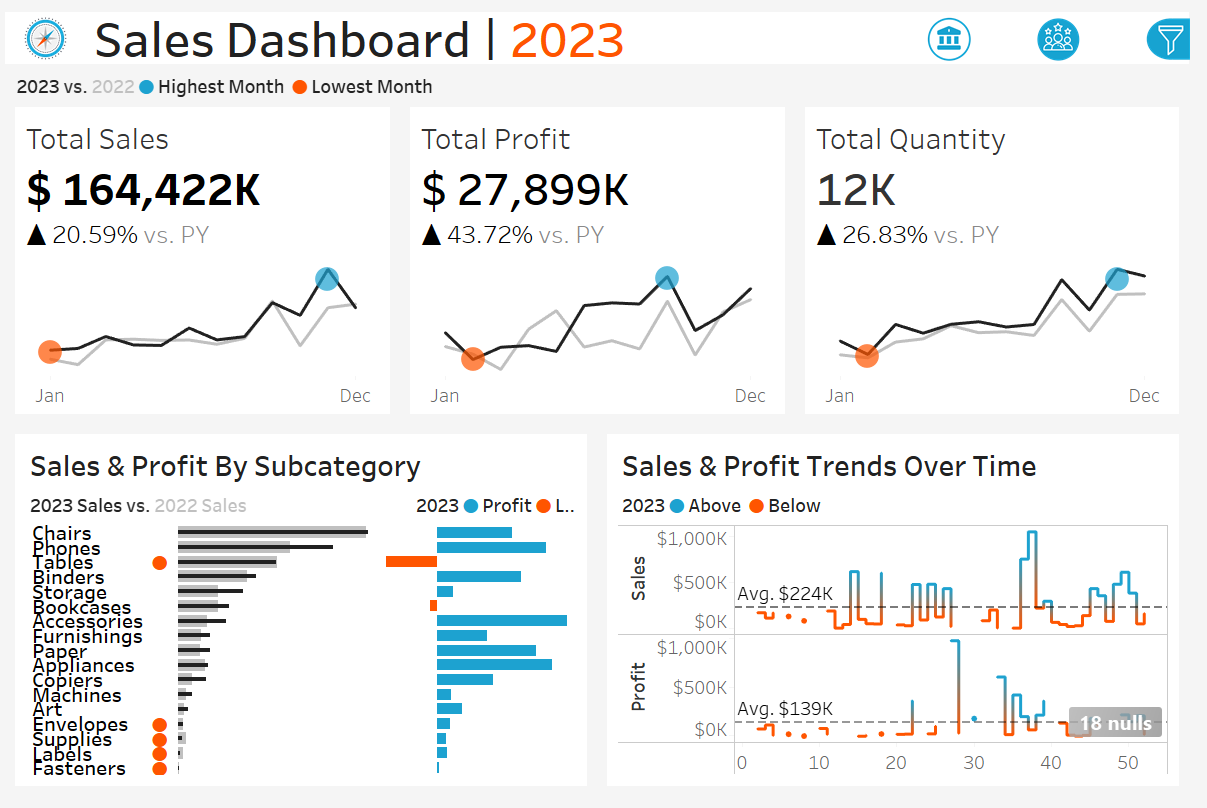 Sales Dashboard | 2023
2023 vs. 2022 Highest Month Lowest Month
Total Sales
$ 164,422K
▲ 20.59% vs. PY
Jan Dec
Total Profit
$ 27,899K
▲ 43.72% vs. PY
Jan Dec
Total Quantity
12K
▲ 26.83% vs. PY
Jan Dec
Sales & Profit By Subcategory
2023 Sales vs. 2022 Sales
2023 Profit L..
Chairs
Phones
Tables
Binders
Storage
Bookcases
Accessories
Furnishings
Paper
Appliances
Copiers
Machines
Art
Envelopes
Supplies
Labels
Fasteners
Sales & Profit Trends Over Time
2023 Above Below
Sales
$1,000K
$500K
$0K
Avg. $224K
Profit
$1,000K
$500K
$0K
Avg. $139K
18 nulls
0 10 20 30 40 50